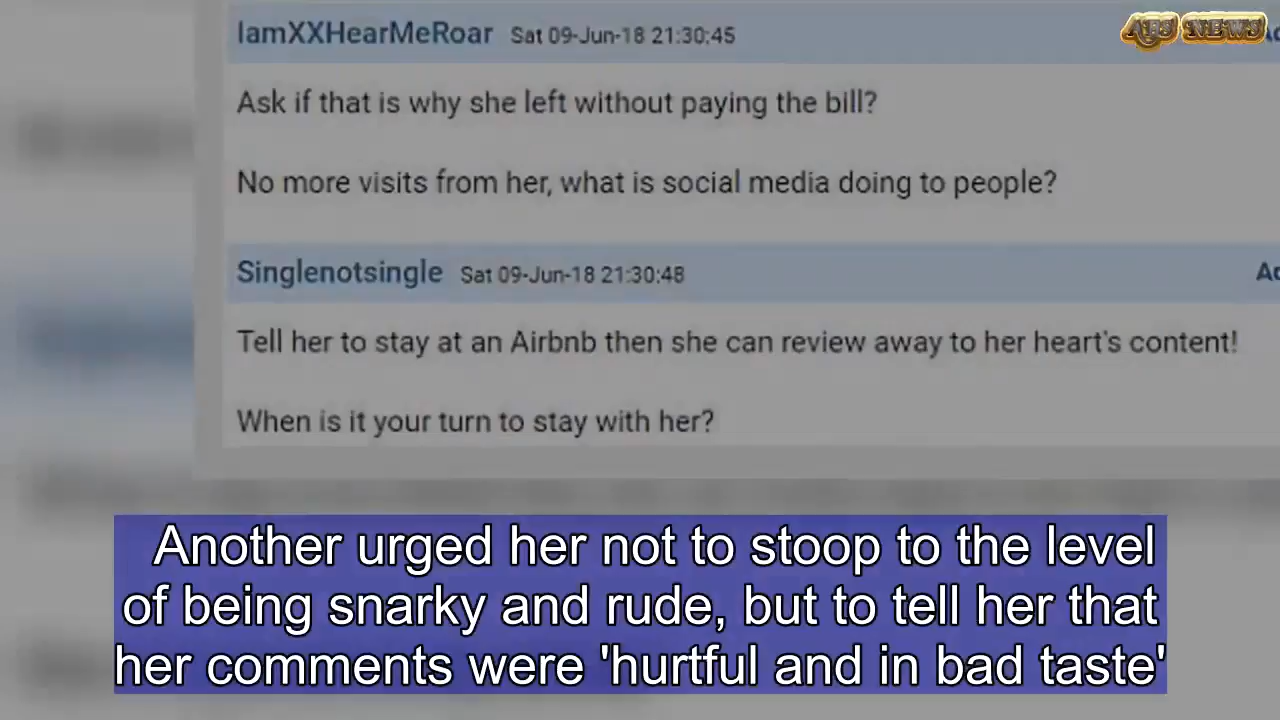 ABS NEWS
IamXXHearMeRoar Sat 09-Jun-18 21:30:45
Ask if that is why she left without paying the bill?
No more visits from her, what is social media doing to people?
Singlenotsingle Sat 09-Jun-18 21:30:48
Tell her to stay at an Airbnb then she can review away to her heart's content!
When is it your turn to stay with her?
Another urged her not to stoop to the level
of being snarky and rude, but to tell her that
her comments were 'hurtful and in bad taste'